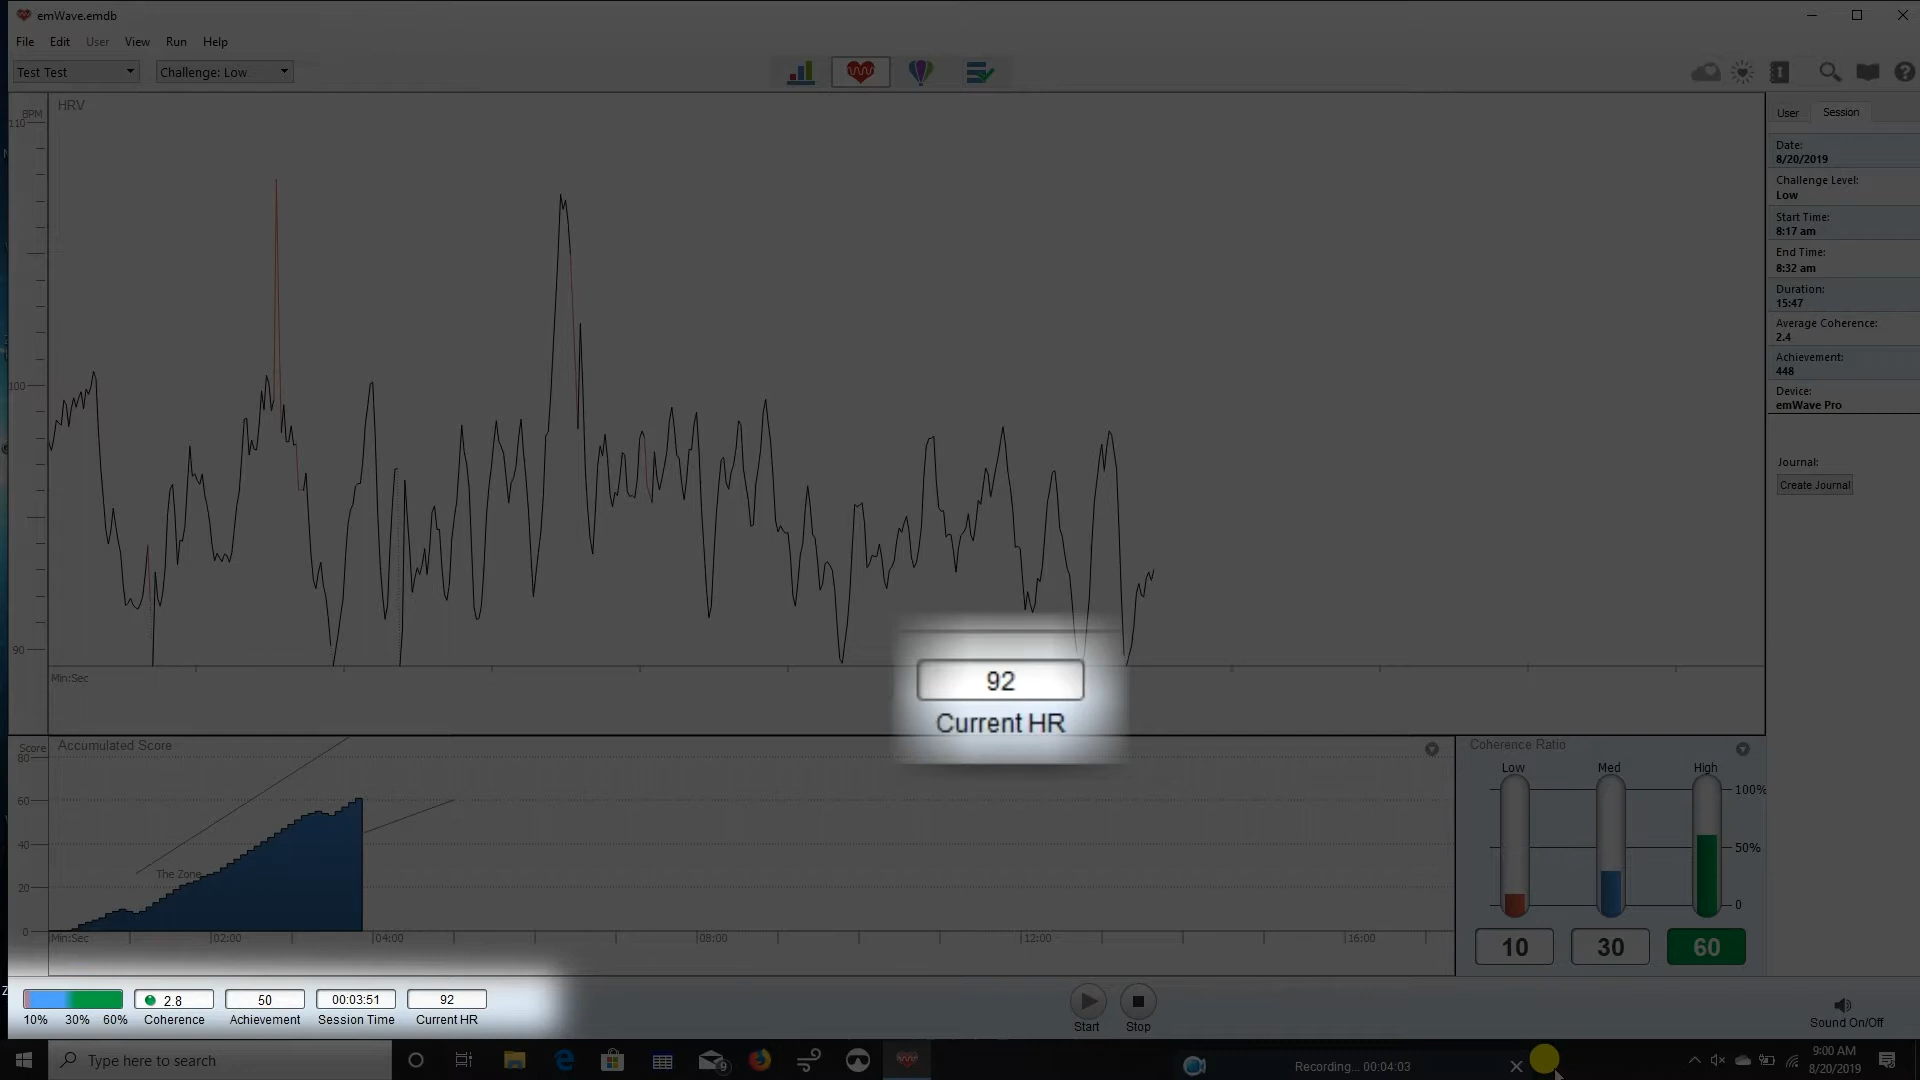 emWave.emdb
File Edit User View Run Help
Test Test Challenge: Low
HRV
BPM
110
100
90
Min:Sec
92
Current HR
User Session
Date:
8/20/2019
Challenge Level:
Low
Start Time:
8:17 am
End Time:
8:32 am
Duration:
15:47
Average Coherence:
2.4
Achievement:
448
Device:
emWave Pro
Journal:
Create Journal
Score Accumulated Score
80
60
40
20
0
The Zone
Min:Sec 02:00 04:00 08:00 12:00 16:00
Coherence Ratio
Low Med High
100%
50%
0
10 30 60
2.8 50 00:03:51 92
10% 30% 60% Coherence Achievement Session Time Current HR
Start Stop
Sound On/Off
Type here to search
9
Recording... 00:04:03
9:00 AM
8/20/2019